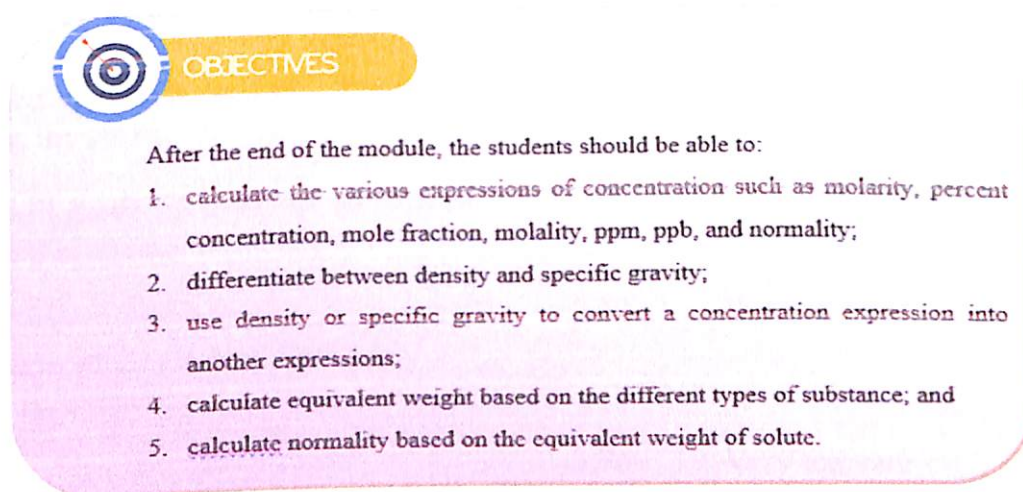 OBJECTIVES
After the end of the module, the students should be able to:
1. calculate the various expressions of concentration such as molarity, percent
concentration, mole fraction, molality, ppm, ppb, and normality;
2. differentiate between density and specific gravity;
3. use density or specific gravity to convert a concentration expression into
another expressions;
4. calculate equivalent weight based on the different types of substance; and
5. calculate normality based on the equivalent weight of solute.